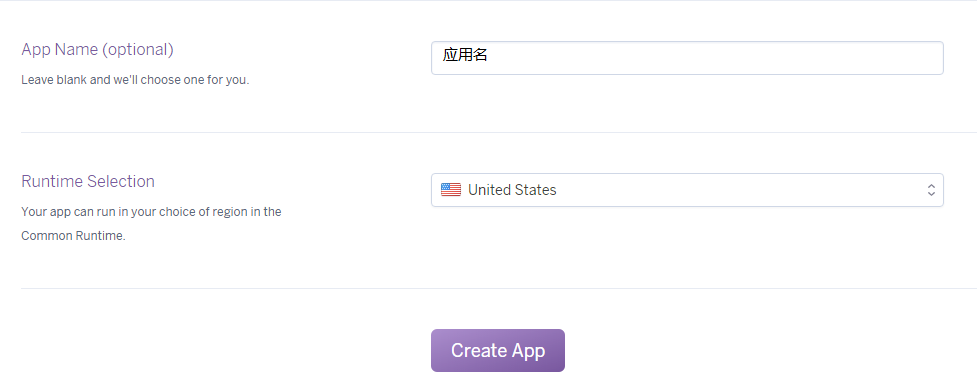 App Name (optional)
应用名
Leave blank and we'll choose one for you.
Runtime Selection
United States
Your app can run in your choice of region in the
Common Runtime.
Create App